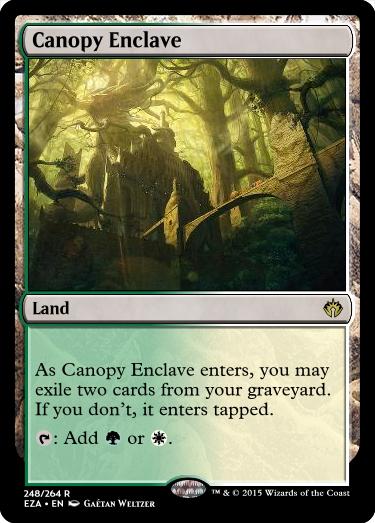 Canopy Enclave
Land
As Canopy Enclave enters, you may
exile two cards from your graveyard.
If you don't, it enters tapped.
: Add or .
248/264 R
EZA • EN Gaëtan Weltzer
™ & © 2015 Wizards of the Coast